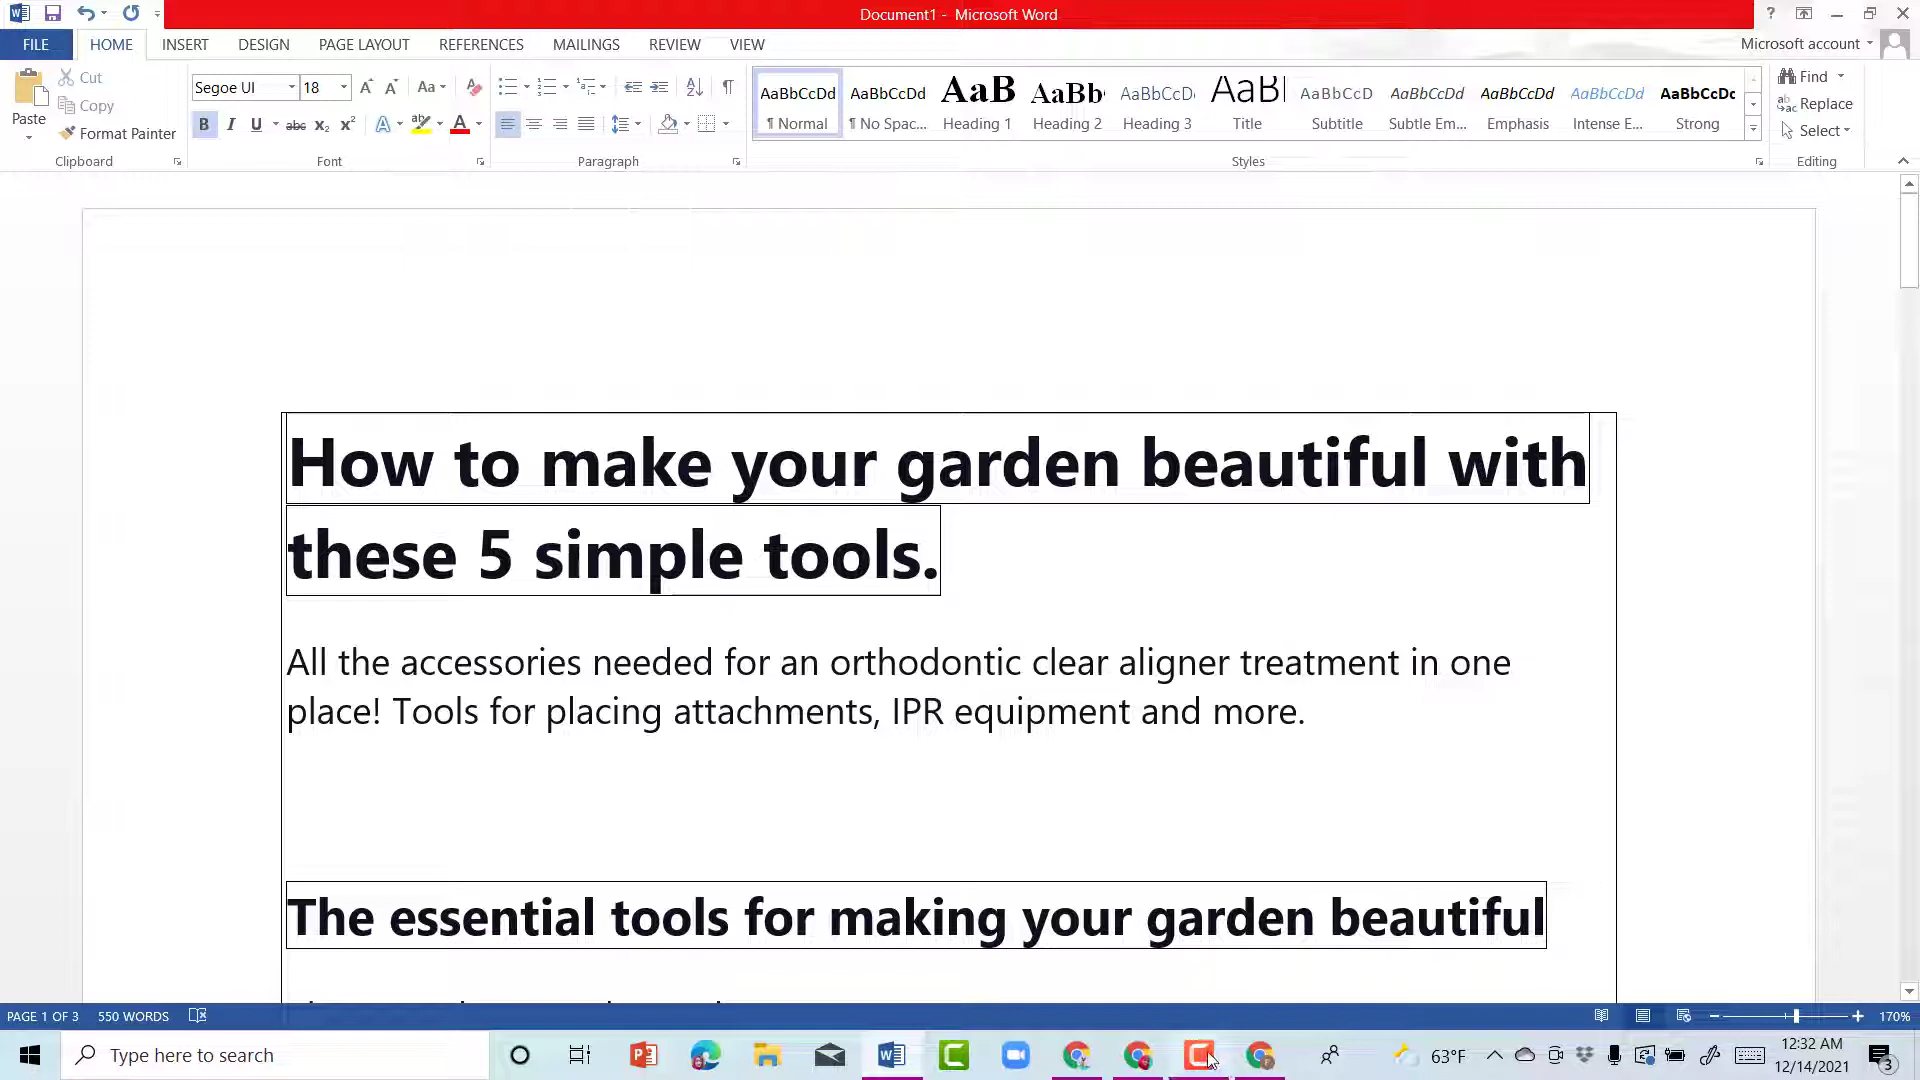 Document1 - Microsoft Word
FILE HOME INSERT DESIGN PAGE LAYOUT REFERENCES MAILINGS REVIEW VIEW Microsoft account
Paste Cut
Copy
Format Painter
Clipboard
Segoe UI 18 Aa
B I U abc X₂ X² A A
Font
Paragraph
AaBbCcDd AaBbCcDd AaB AaBb AaBbCcDc AaB AaBbCcD AaBbCcDd AaBbCcDd AaBbCcDd AaBbCcDc
¶ Normal ¶ No Spac... Heading 1 Heading 2 Heading 3 Title Subtitle Subtle Em... Emphasis Intense E... Strong
Styles
Find
Replace
Select
Editing
How to make your garden beautiful with
these 5 simple tools.
All the accessories needed for an orthodontic clear aligner treatment in one
place! Tools for placing attachments, IPR equipment and more.
The essential tools for making your garden beautiful
PAGE 1 OF 3 550 WORDS 170%
Type here to search 63°F 12:32 AM
12/14/2021 3